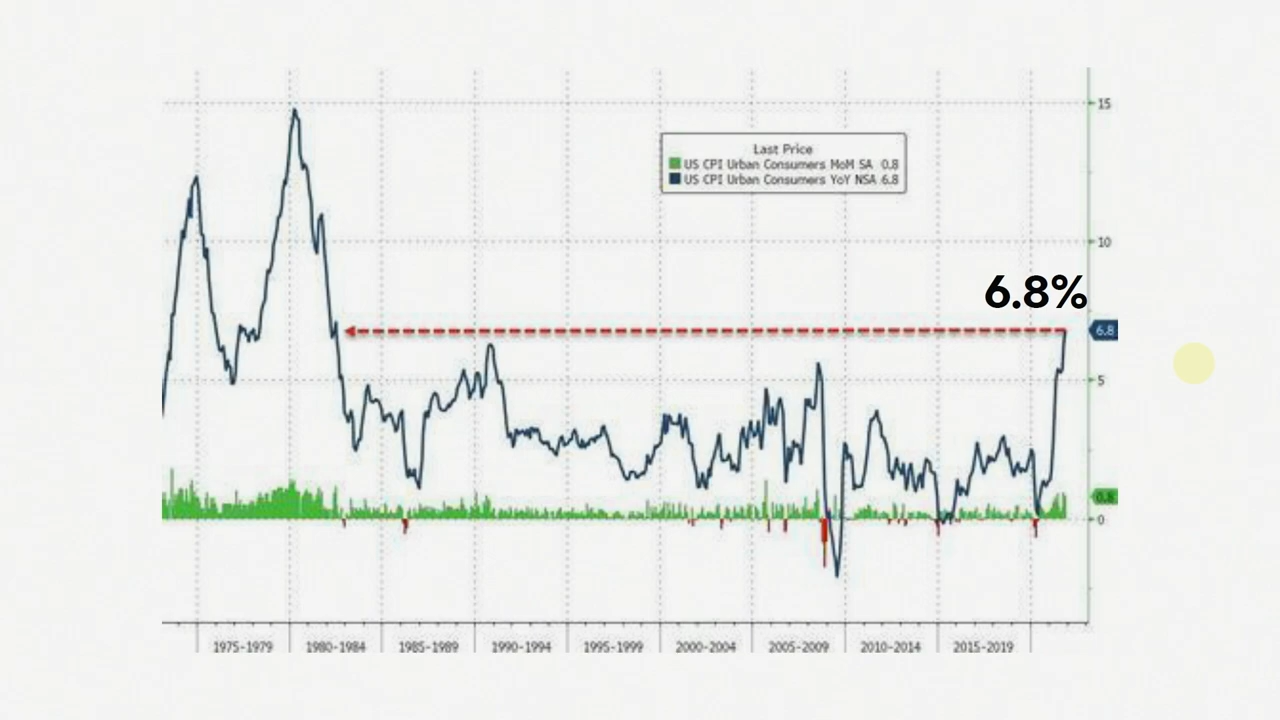 15
Last Price
US CPI Urban Consumers MoM SA 0.8
US CPI Urban Consumers YoY NSA 6.8
10
6.8%
6.8
5
0.8
0
1975-1979 1980-1984 1985-1989 1990-1994 1995-1999 2000-2004 2005-2009 2010-2014 2015-2019